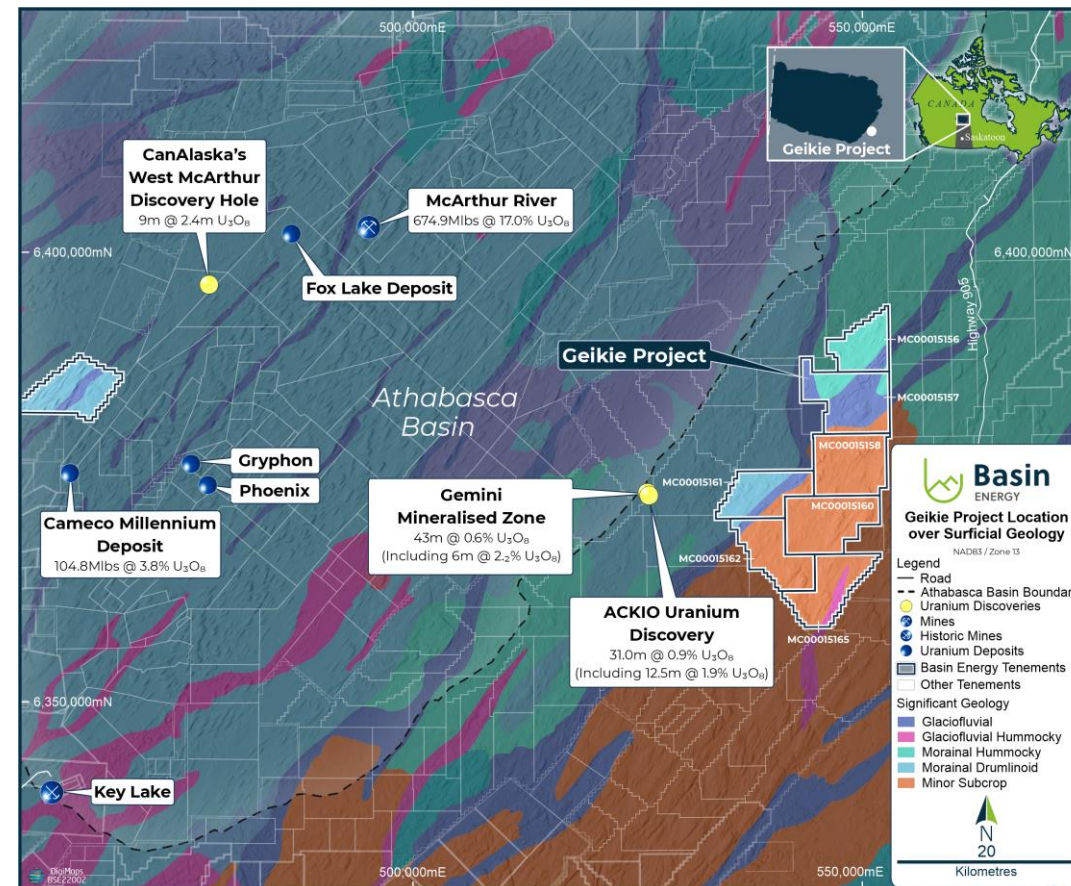 500,000mE
550,000mE
CANADA
Saskatoon
Geikie Project
CanAlaska's
West McArthur
Discovery Hole
9m @ 2.4m U₃O₈
McArthur River
674.9Mlbs @ 17.0% U₃O₈
Fox Lake Deposit
6,400,000mN
6,400,000mN
Highway 905
Geikie Project
MC00015156
MC00015157
MC00015158
MC00015161
MC00015160
MC00015162
MC00015165
Athabasca
Basin
Gryphon
Phoenix
Cameco Millennium
Deposit
104.8Mlbs @ 3.8% U₃O₈
Gemini
Mineralised Zone
43m @ 0.6% U₃O₈
(Including 6m @ 2.2% U₃O₈)
ACKIO Uranium
Discovery
31.0m @ 0.9% U₃O₈
(Including 12.5m @ 1.9% U₃O₈)
6,350,000mN
Key Lake
DigiMaps
BSE22002
500,000mE
550,000mE
Basin
ENERGY
Geikie Project Location
over Surficial Geology
NAD83 / Zone 13
Legend
Road
Athabasca Basin Boundar
Uranium Discoveries
Mines
Historic Mines
Uranium Deposits
Basin Energy Tenements
Other Tenements
Significant Geology
Glaciofluvial
Glaciofluvial Hummocky
Morainal Hummocky
Morainal Drumlinoid
Minor Subcrop
N
20
Kilometres